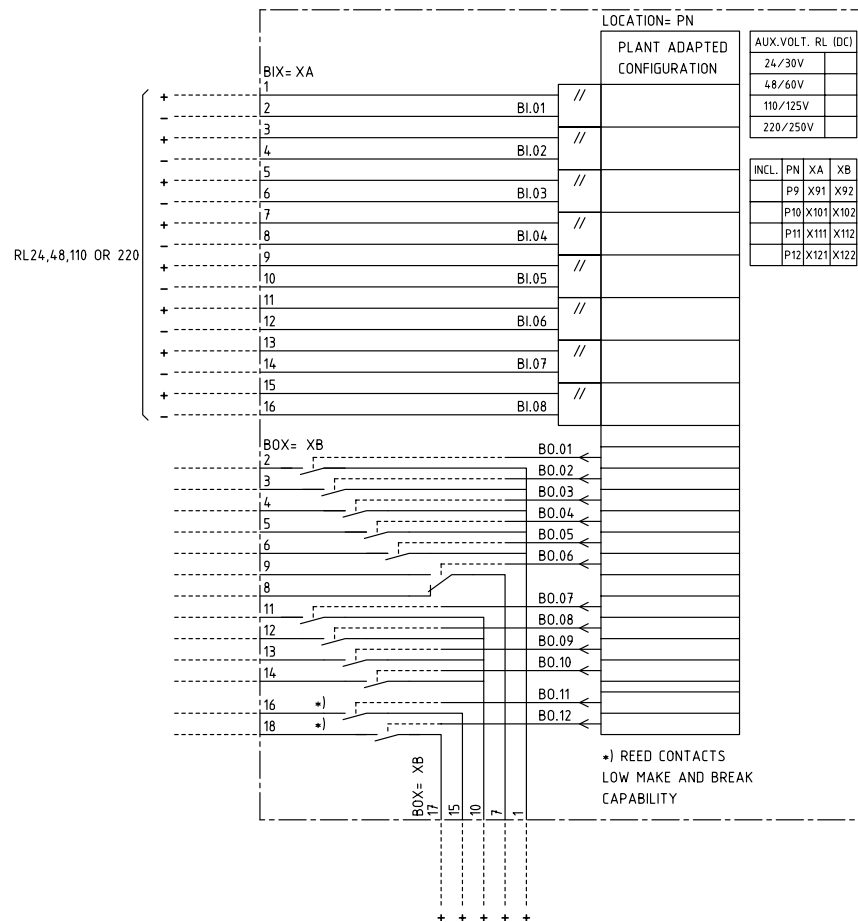 LOCATION= PN
PLANT ADAPTED
CONFIGURATION
AUX.VOLT. RL (DC)
24/30V
48/60V
110/125V
220/250V
INCL. PN XA XB
P9 X91 X92
P10 X101 X102
P11 X111 X112
P12 X121 X122
BIX= XA
RL24,48,110 OR 220
+ 1 //
- 2 BI.01
+ 3 //
- 4 BI.02
+ 5 //
- 6 BI.03
+ 7 //
- 8 BI.04
+ 9 //
- 10 BI.05
+ 11 //
- 12 BI.06
+ 13 //
- 14 BI.07
+ 15 //
- 16 BI.08
BOX= XB
BO.01
2
BO.02
3
BO.03
4
BO.04
5
BO.05
6
BO.06
9
8
BO.07
11
BO.08
12
BO.09
13
BO.10
14
BO.11
16 *)
BO.12
18 *)
*) REED CONTACTS
LOW MAKE AND BREAK
CAPABILITY
BOX= XB
17 15 10 7 1
+ + + + +